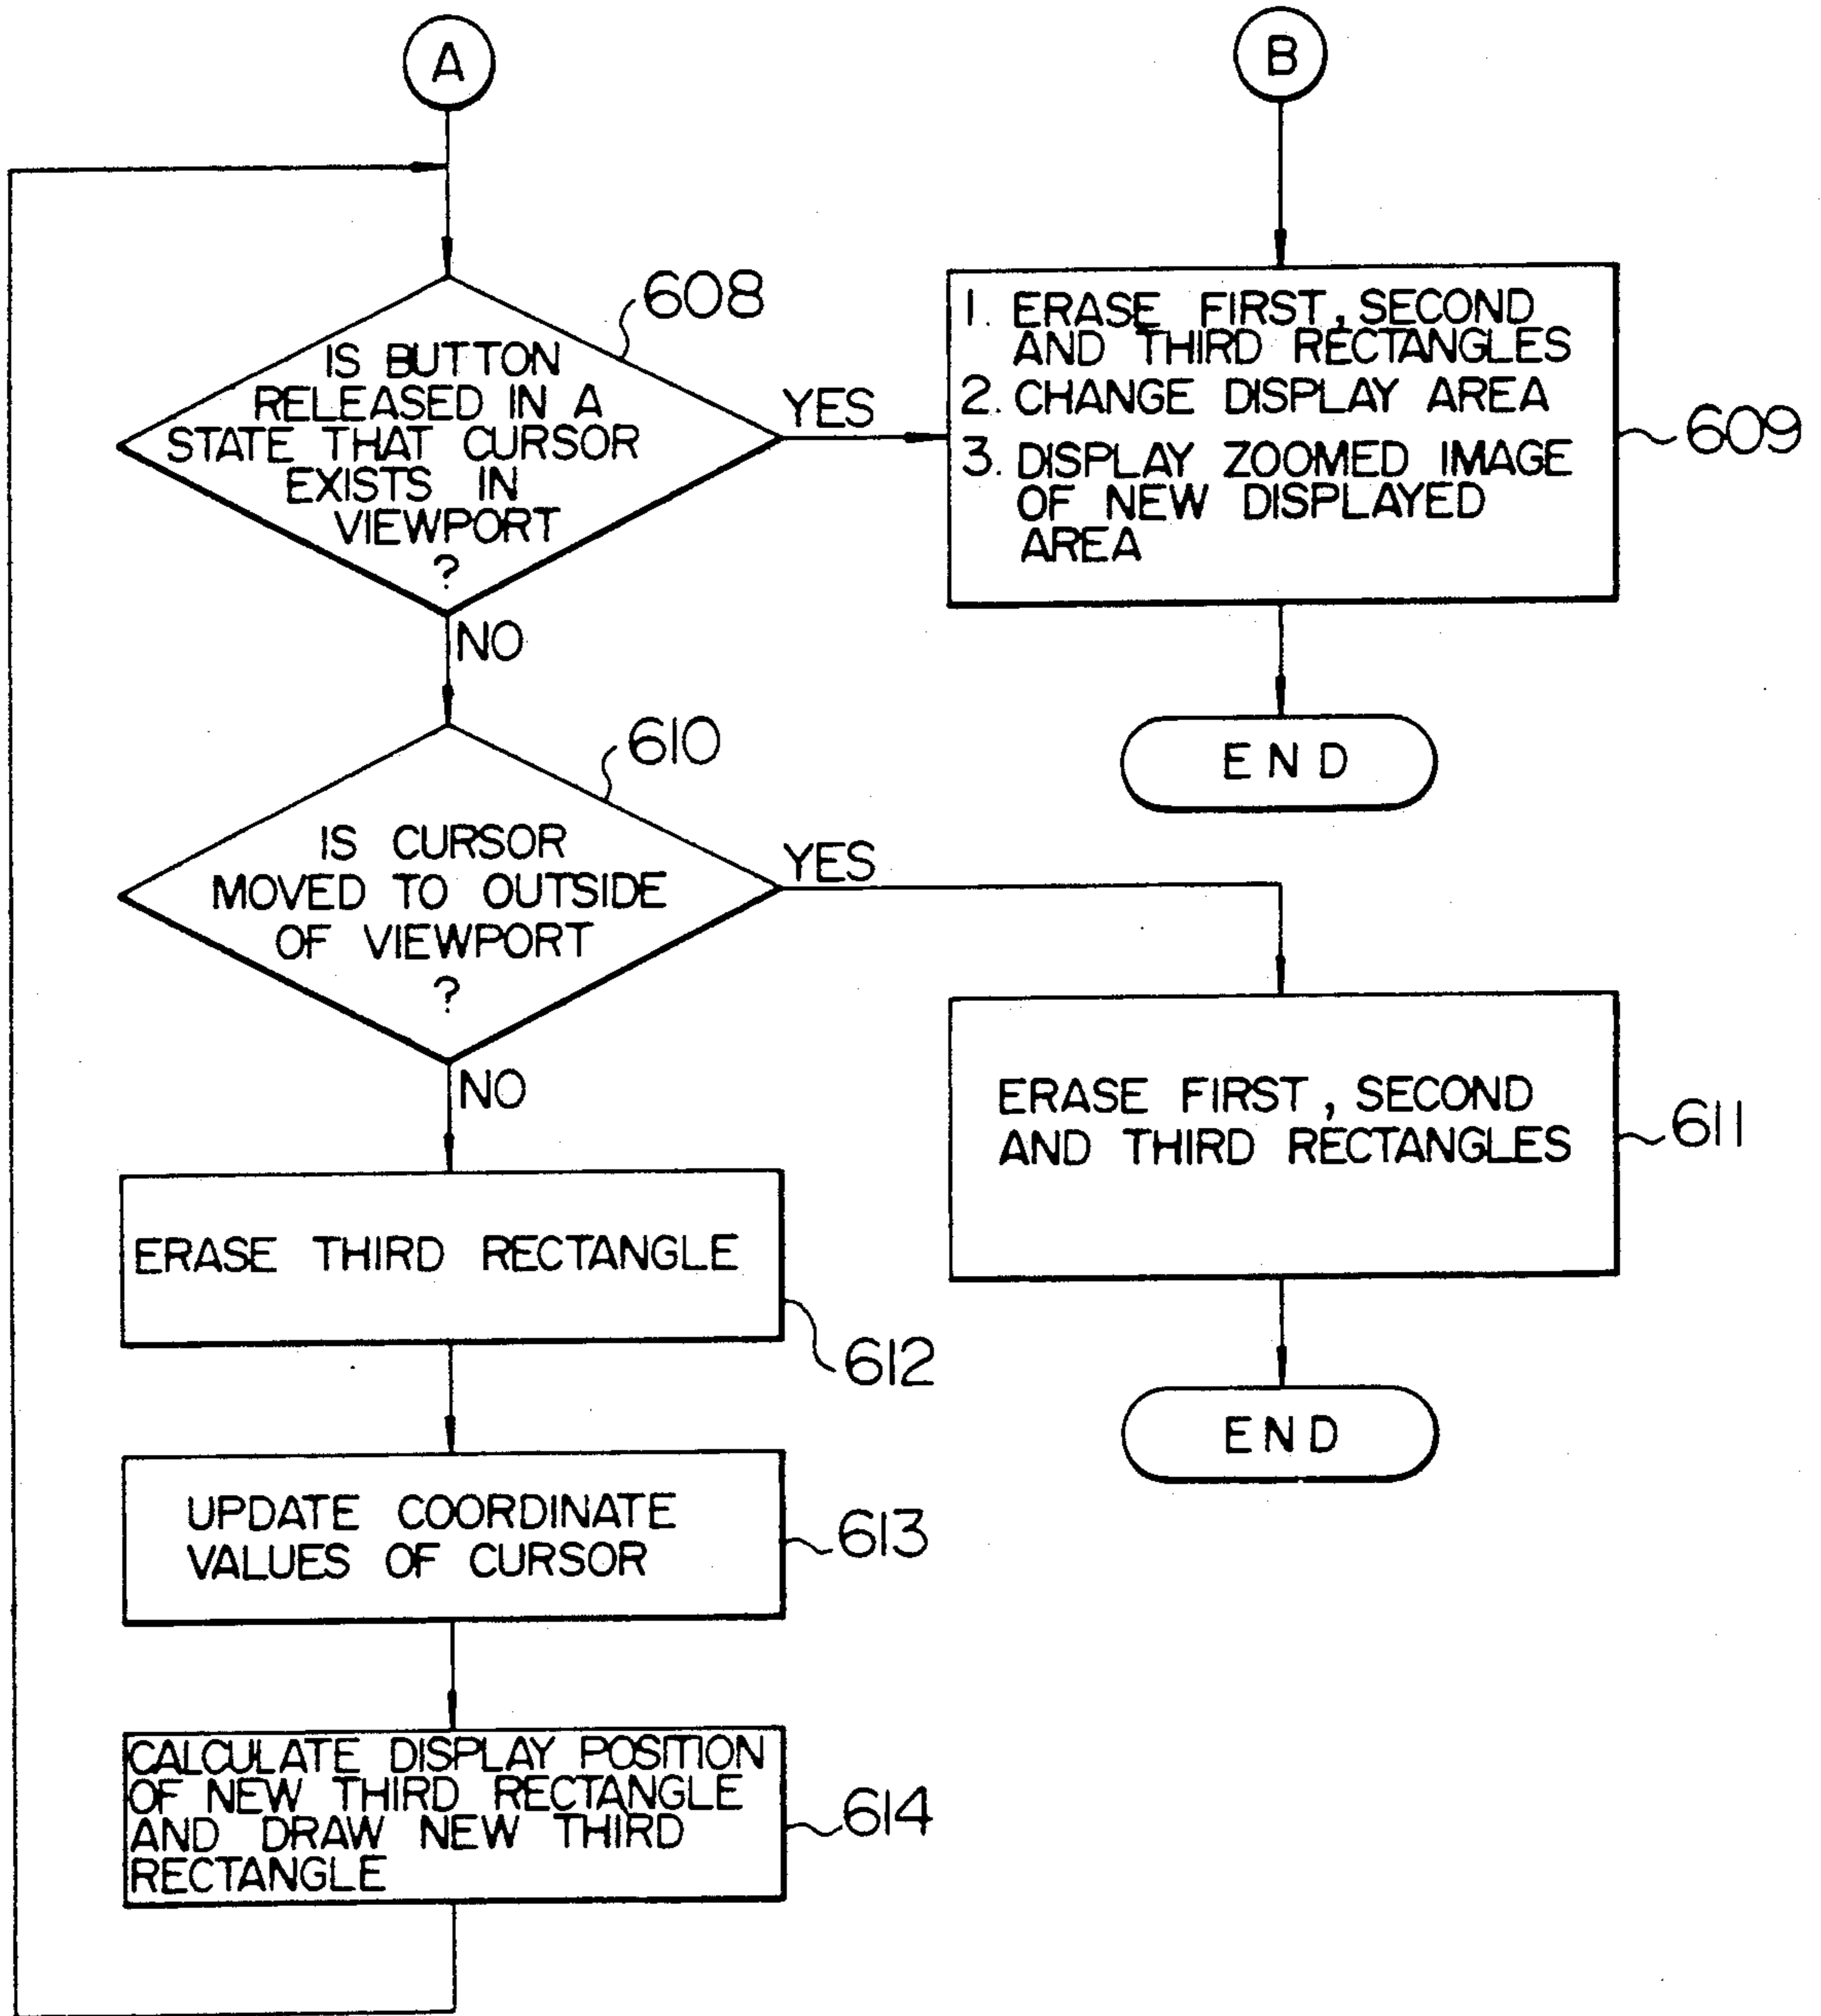 A
B
608
IS BUTTON
RELEASED IN A
STATE THAT CURSOR
EXISTS IN
VIEWPORT
?
YES
NO
1. ERASE FIRST, SECOND
AND THIRD RECTANGLES
2. CHANGE DISPLAY AREA
3. DISPLAY ZOOMED IMAGE
OF NEW DISPLAYED
AREA
609
END
610
IS CURSOR
MOVED TO OUTSIDE
OF VIEWPORT
?
YES
NO
ERASE FIRST, SECOND
AND THIRD RECTANGLES
611
END
ERASE THIRD RECTANGLE
612
UPDATE COORDINATE
VALUES OF CURSOR
613
CALCULATE DISPLAY POSITION
OF NEW THIRD RECTANGLE
AND DRAW NEW THIRD
RECTANGLE
614